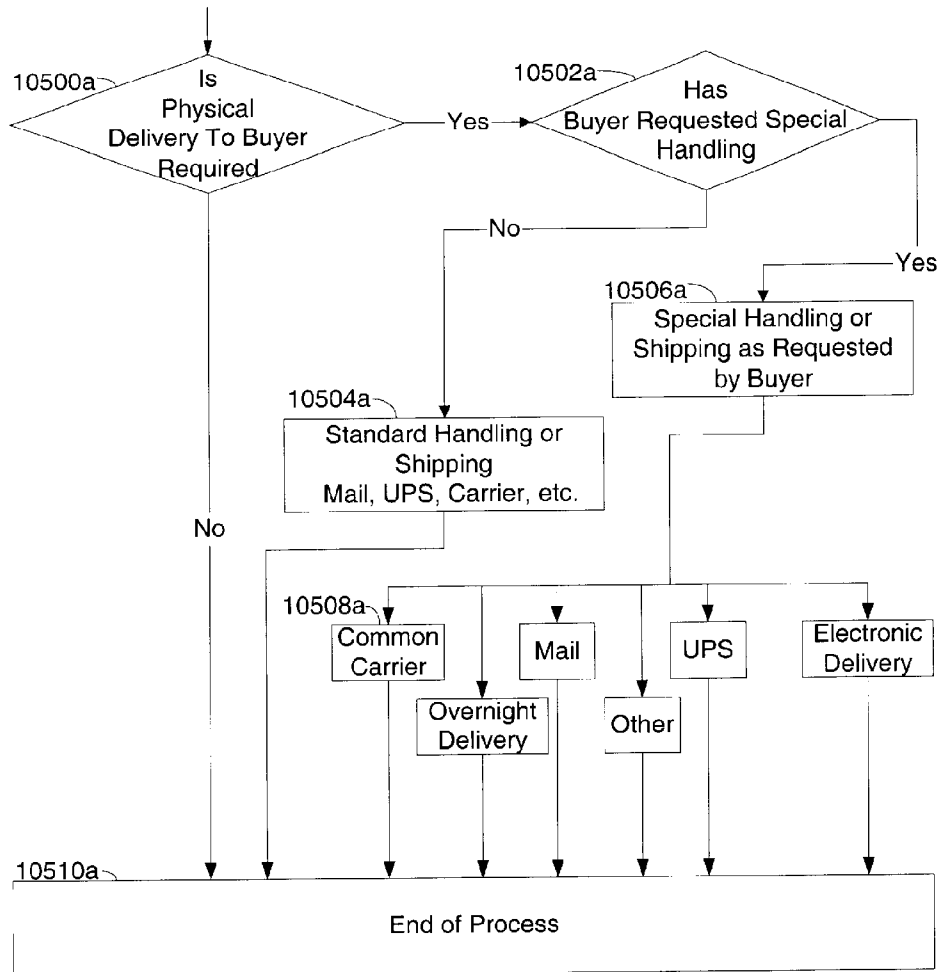 10500a
Is
Physical
Delivery To Buyer
Required
Yes
10502a
Has
Buyer Requested Special
Handling
No
Yes
10506a
Special Handling or
Shipping as Requested
by Buyer
10504a
Standard Handling or
Shipping
Mail, UPS, Carrier, etc.
No
10508a
Common
Carrier
Mail
UPS
Electronic
Delivery
Overnight
Delivery
Other
10510a
End of Process